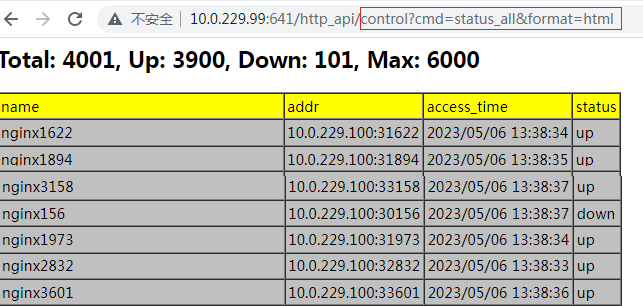 不安全 10.0.229.99:641/http_api/control?cmd=status_all&format=html
Total: 4001, Up: 3900, Down: 101, Max: 6000
name addr access_time status
nginx1622 10.0.229.100:31622 2023/05/06 13:38:34 up
nginx1894 10.0.229.100:31894 2023/05/06 13:38:35 up
nginx3158 10.0.229.100:33158 2023/05/06 13:38:37 up
nginx156 10.0.229.100:30156 2023/05/06 13:38:37 down
nginx1973 10.0.229.100:31973 2023/05/06 13:38:34 up
nginx2832 10.0.229.100:32832 2023/05/06 13:38:33 up
nginx3601 10.0.229.100:33601 2023/05/06 13:38:36 up